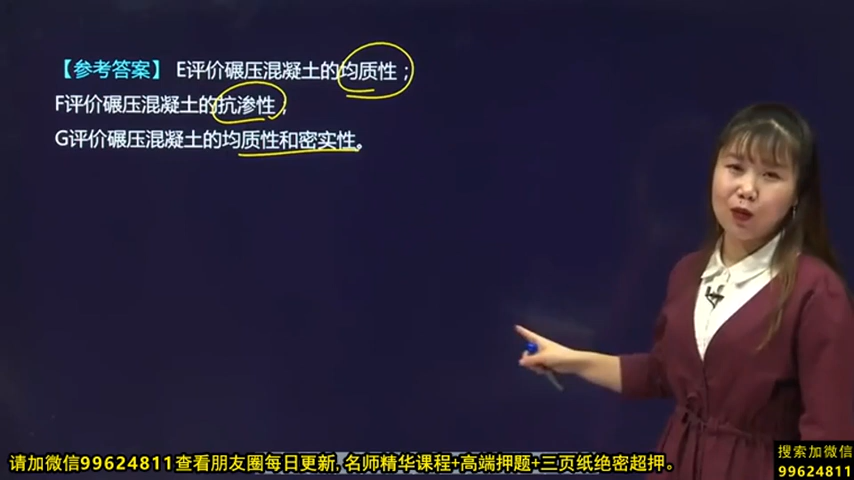 【参考答案】 E评价碾压混凝土的均质性；
F评价碾压混凝土的抗渗性；
G评价碾压混凝土的均质性和密实性。
请加微信99624811查看朋友圈每日更新,名师精华课程+高端押题+三页纸绝密超押。
搜索加微信
99624811